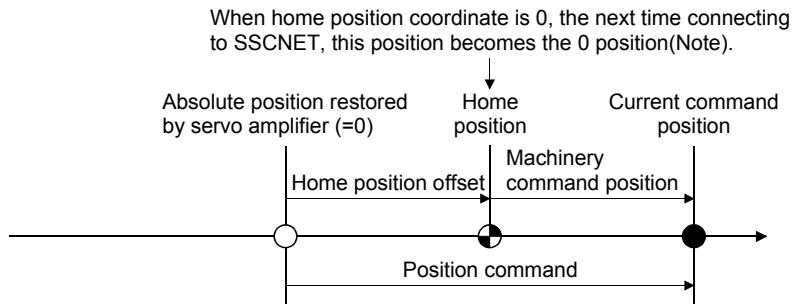 When home position coordinate is 0, the next time connecting
to SSCNET, this position becomes the 0 position(Note).
Absolute position restored
by servo amplifier (=0)
Home
position
Current command
position
Home position offset
Machinery
command position
Position command